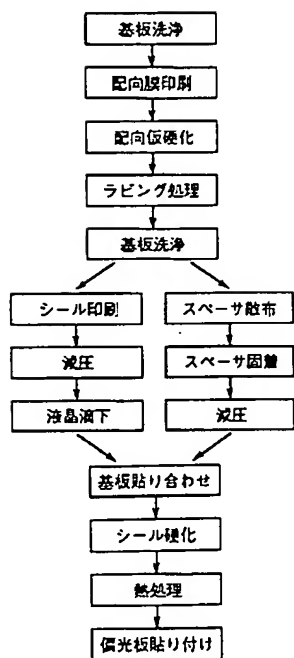 基板洗浄
配向膜印刷
配向仮硬化
ラビング処理
基板洗浄
シール印刷
減圧
液晶滴下
スペーサ散布
スペーサ固着
減圧
基板貼り合わせ
シール硬化
熱処理
偏光板貼り付け